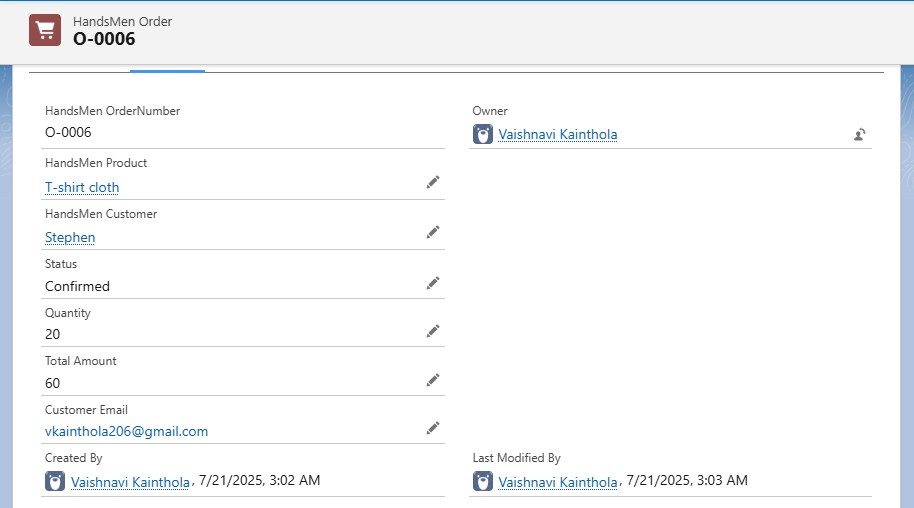 HandsMen Order
O-0006
HandsMen OrderNumber
O-0006
Owner
Vaishnavi Kainthola
HandsMen Product
T-shirt cloth
HandsMen Customer
Stephen
Status
Confirmed
Quantity
20
Total Amount
60
Customer Email
vkainthola206@gmail.com
Created By
Vaishnavi Kainthola, 7/21/2025, 3:02 AM
Last Modified By
Vaishnavi Kainthola, 7/21/2025, 3:03 AM